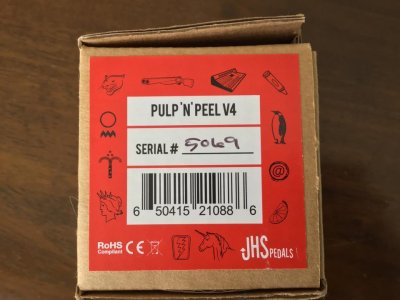 PULP 'N' PEEL V4
SERIAL # 5069
6 50415 21088 6
RoHS
Compliant
CE
JHS PEDALS